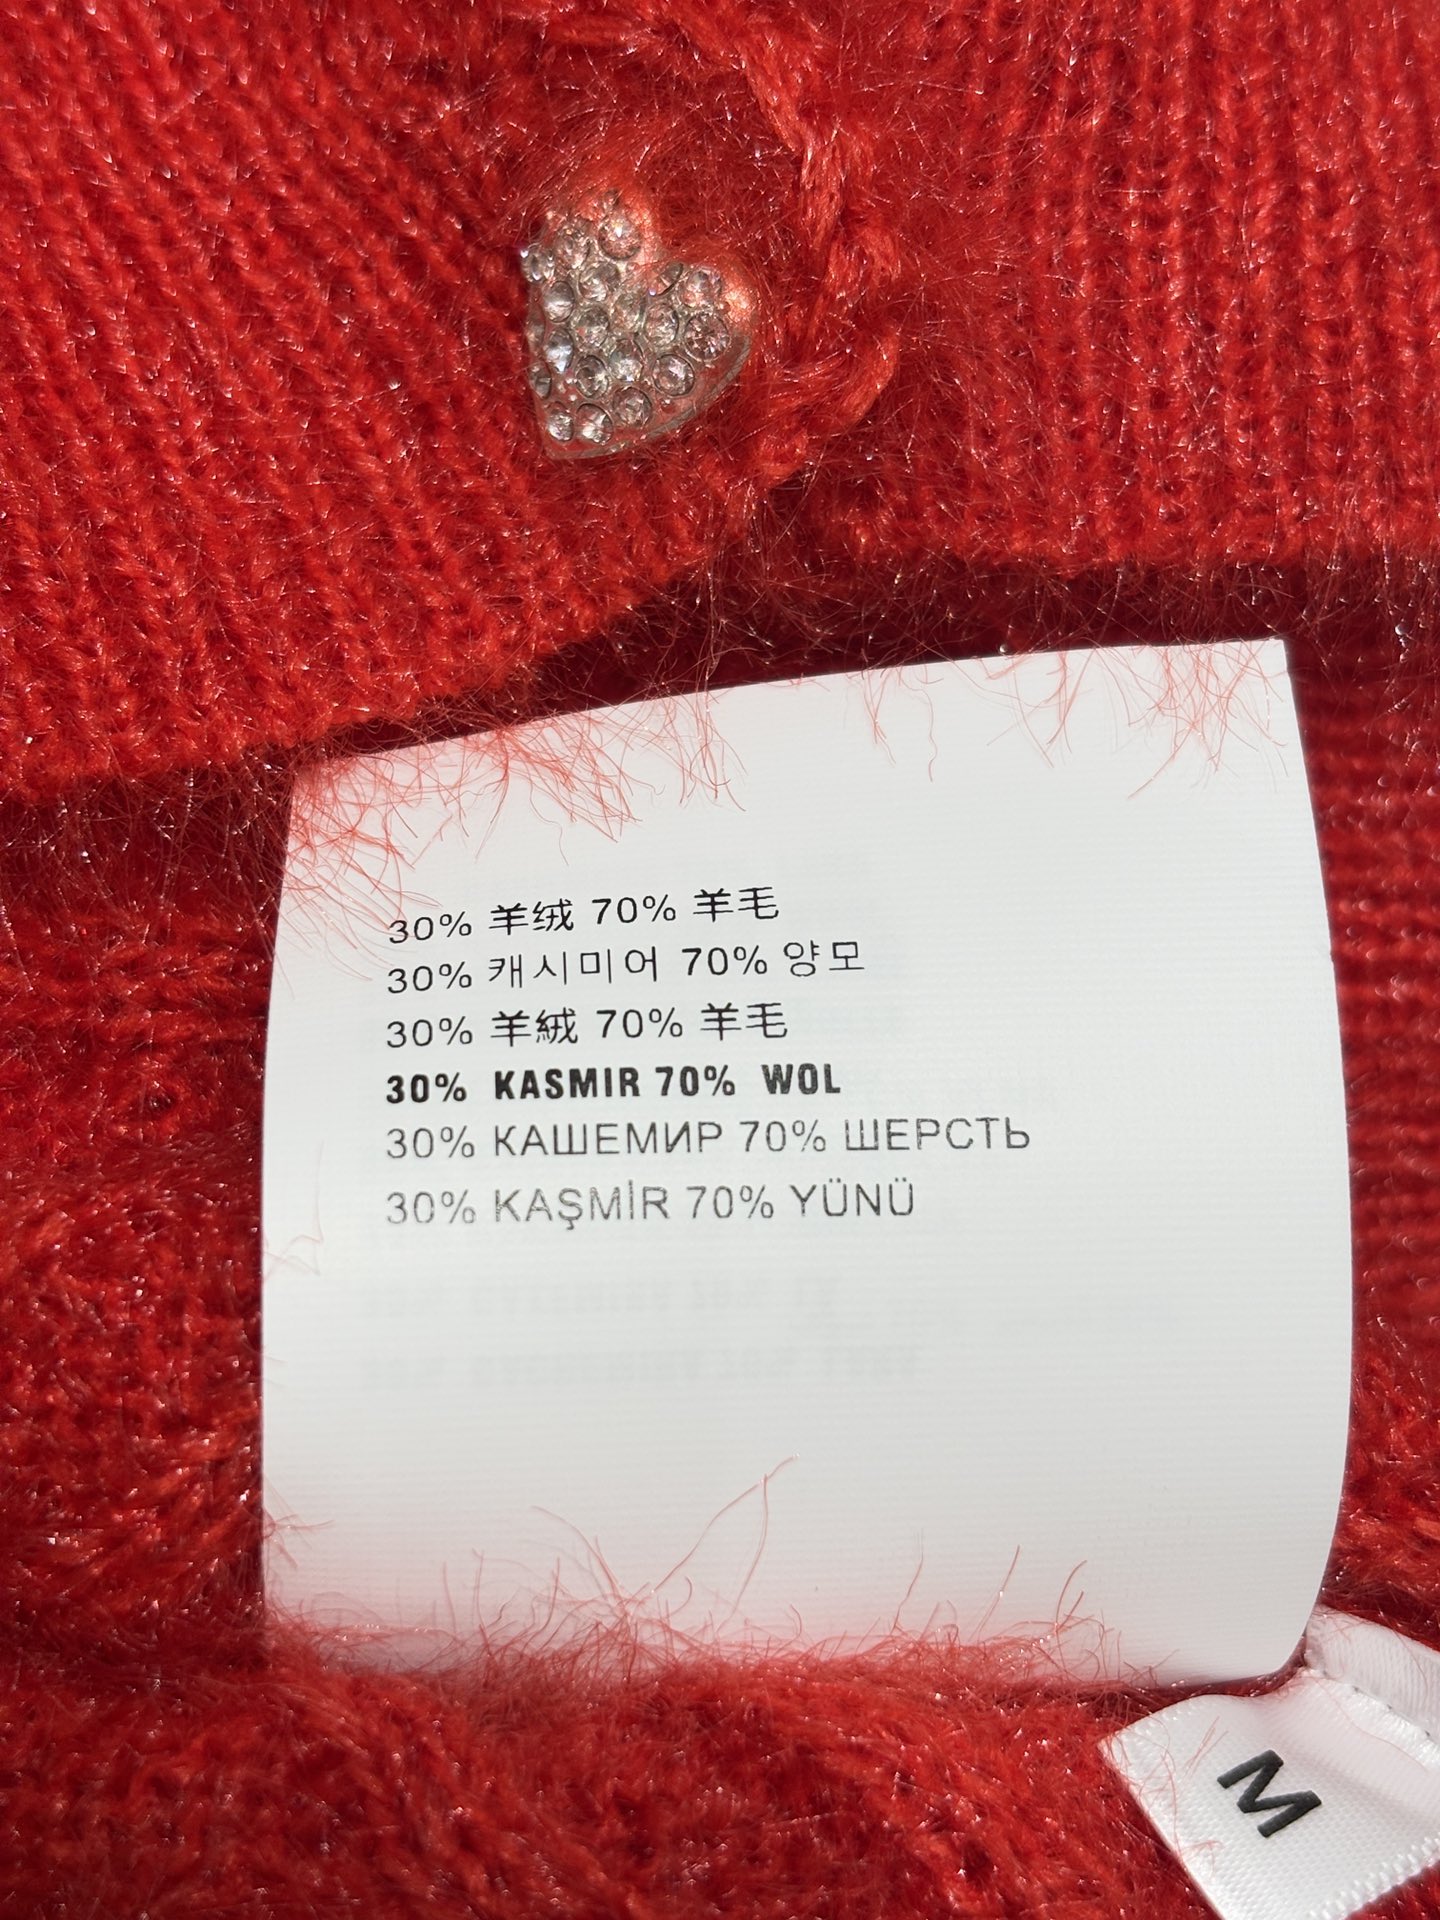 30% 羊绒 70% 羊毛
30% 캐시미어 70% 양모
30% 羊絨 70% 羊毛
30% KASMIR 70% WOL
30% КАШЕМИР 70% ШЕРСТЬ
30% KAŞMİR 70% YÜNÜ
M